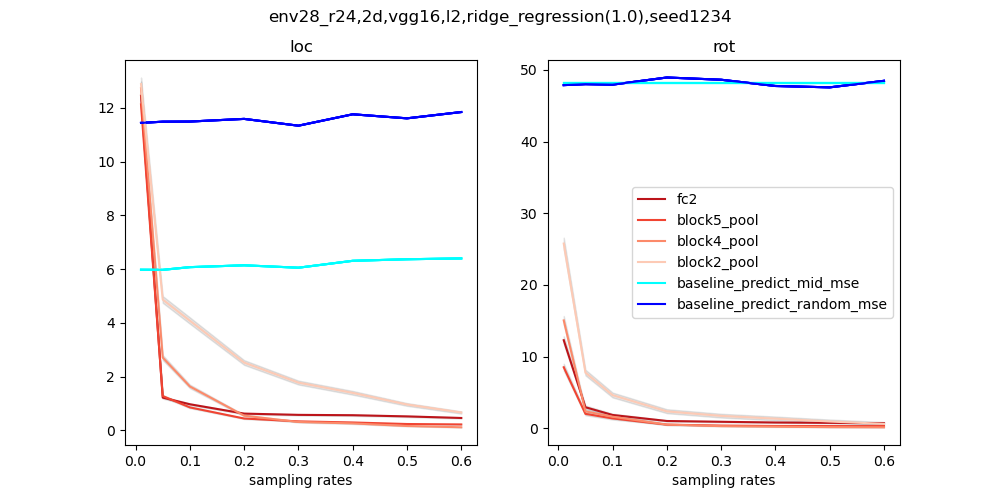 env28_r24,2d,vgg16,l2,ridge_regression(1.0),seed1234
loc
12
10
8
6
4
2
0
0.0 0.1 0.2 0.3 0.4 0.5 0.6
sampling rates
rot
50
40
30
20
10
0
fc2
block5_pool
block4_pool
block2_pool
baseline_predict_mid_mse
baseline_predict_random_mse
0.0 0.1 0.2 0.3 0.4 0.5 0.6
sampling rates